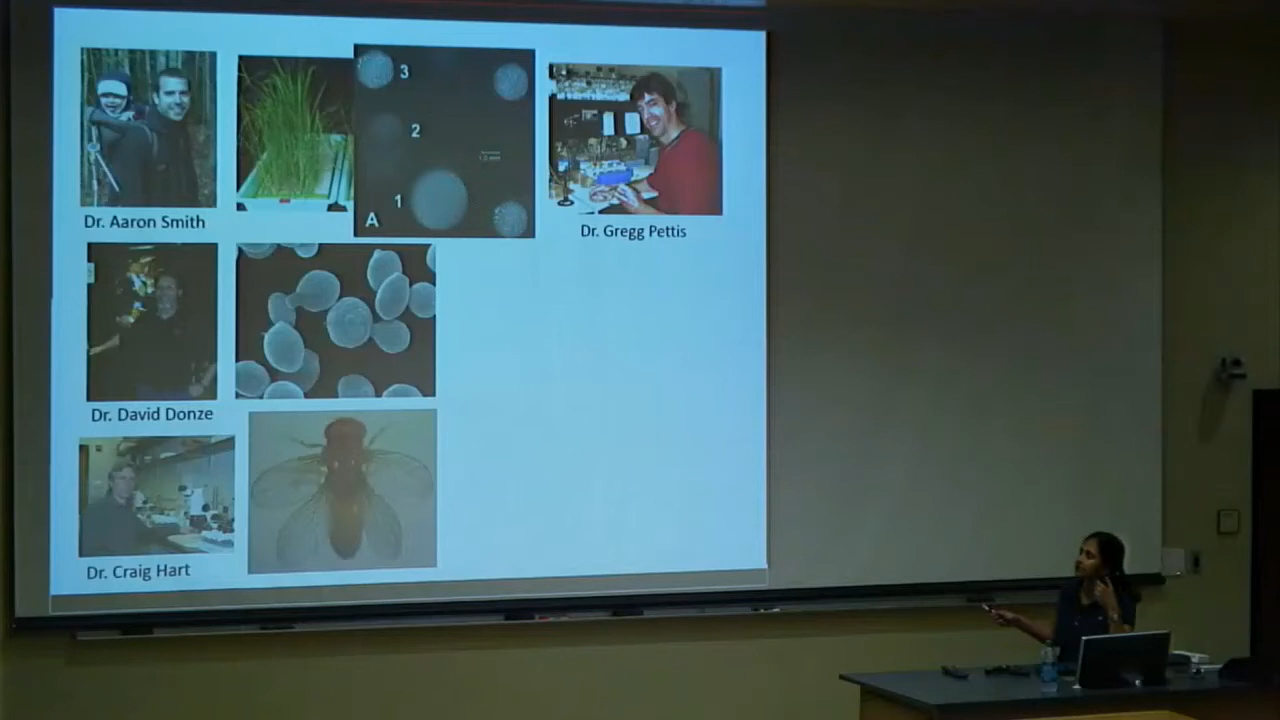 3
2
1
A
Dr. Aaron Smith
Dr. Gregg Pettis
Dr. David Donze
Dr. Craig Hart